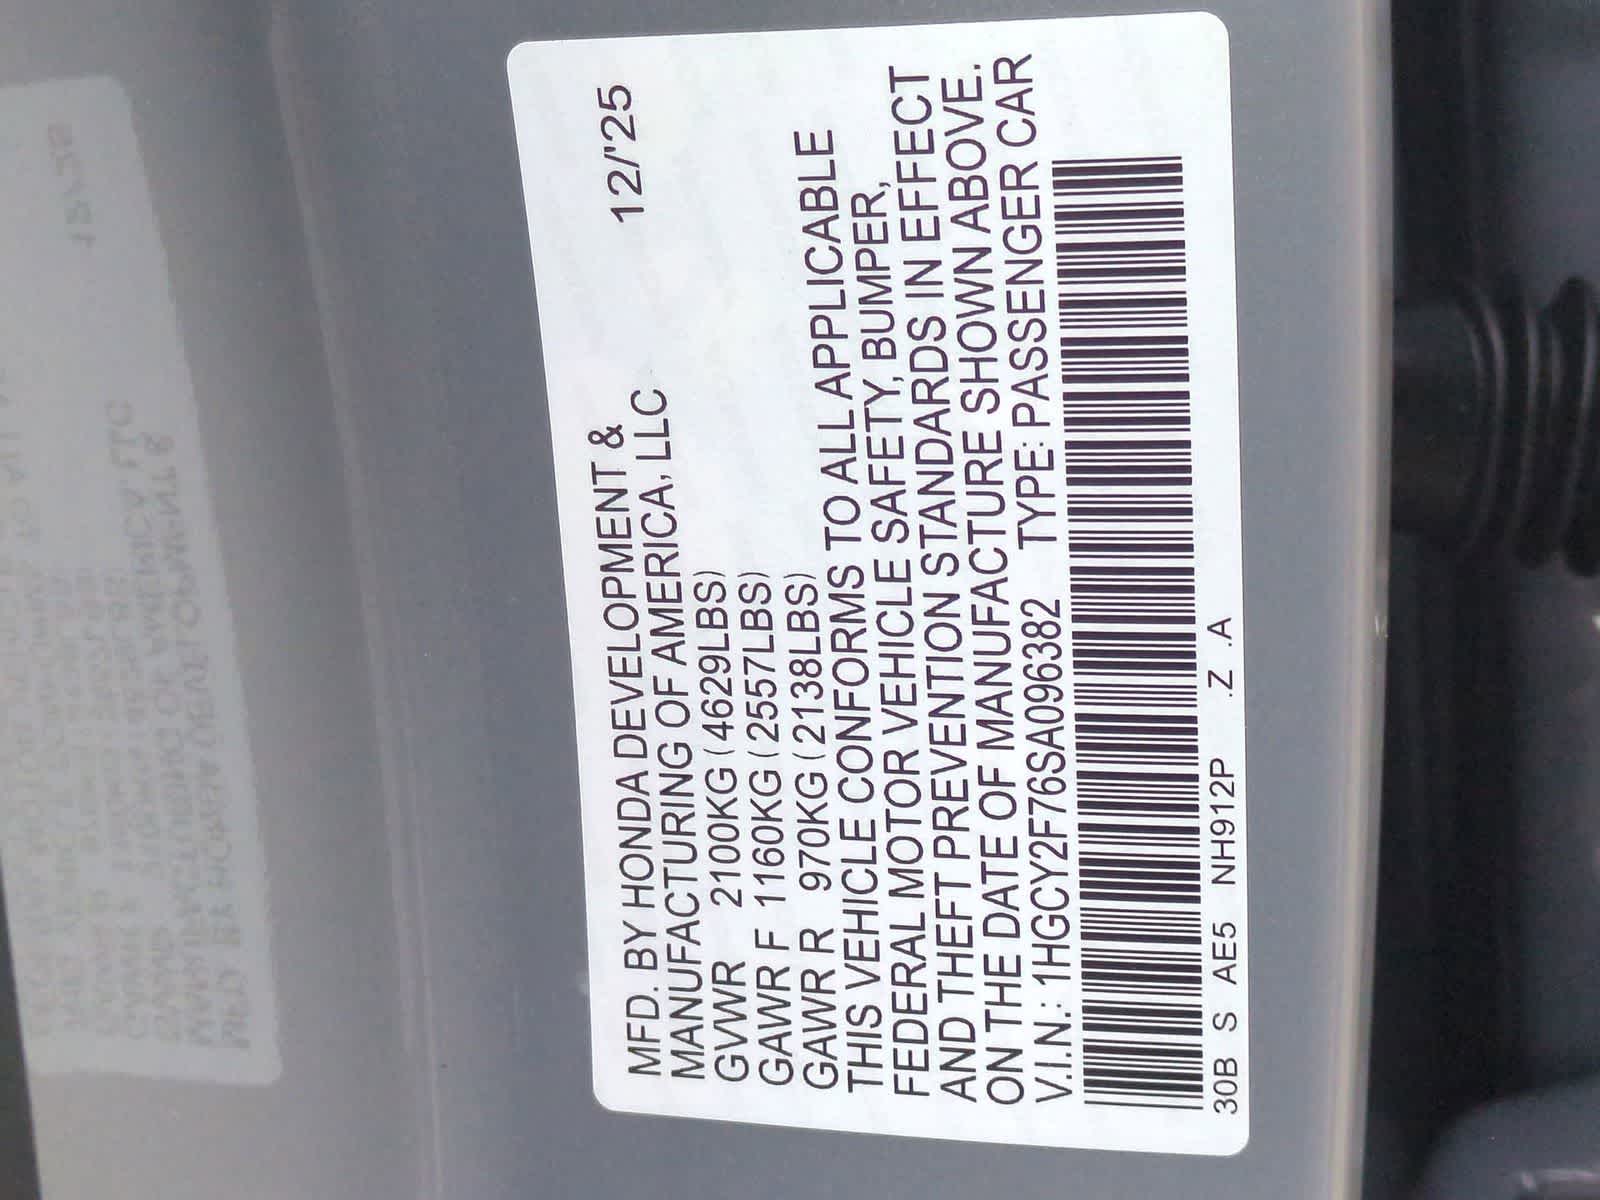 MFD. BY HONDA DEVELOPMENT &
MANUFACTURING OF AMERICA, LLC 12/'25
GVWR 2100KG (4629LBS)
GAWR F 1160KG (2557LBS)
GAWR R 970KG (2138LBS)
THIS VEHICLE CONFORMS TO ALL APPLICABLE
FEDERAL MOTOR VEHICLE SAFETY, BUMPER,
AND THEFT PREVENTION STANDARDS IN EFFECT
ON THE DATE OF MANUFACTURE SHOWN ABOVE.
V.I.N.: 1HGCY2F76SA096382 TYPE: PASSENGER CAR
30B S AE5 NH912P .Z .A